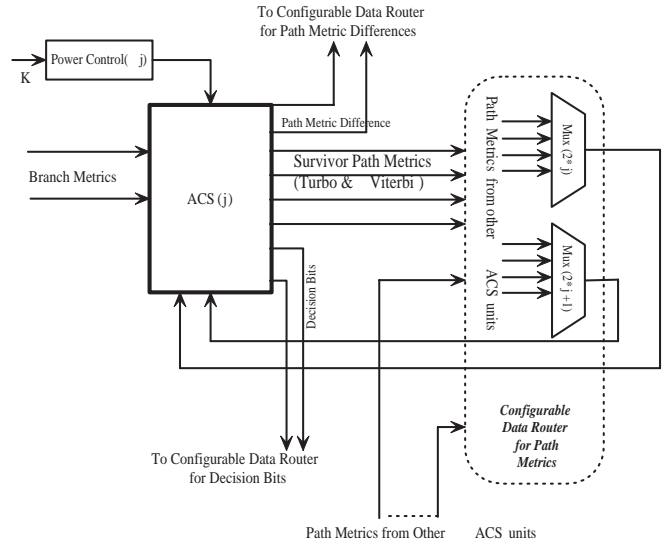 To Configurable Data Router
for Path Metric Differences
Power Control( j)
K
Path Metric Difference
Branch Metrics
ACS (j)
Survivor Path Metrics
(Turbo & Viterbi )
Decision Bits
Path Metrics from other ACS units
Mux (2* j)
Mux (2* j +1)
Configurable
Data Router
for Path
Metrics
To Configurable Data Router
for Decision Bits
Path Metrics from Other ACS units